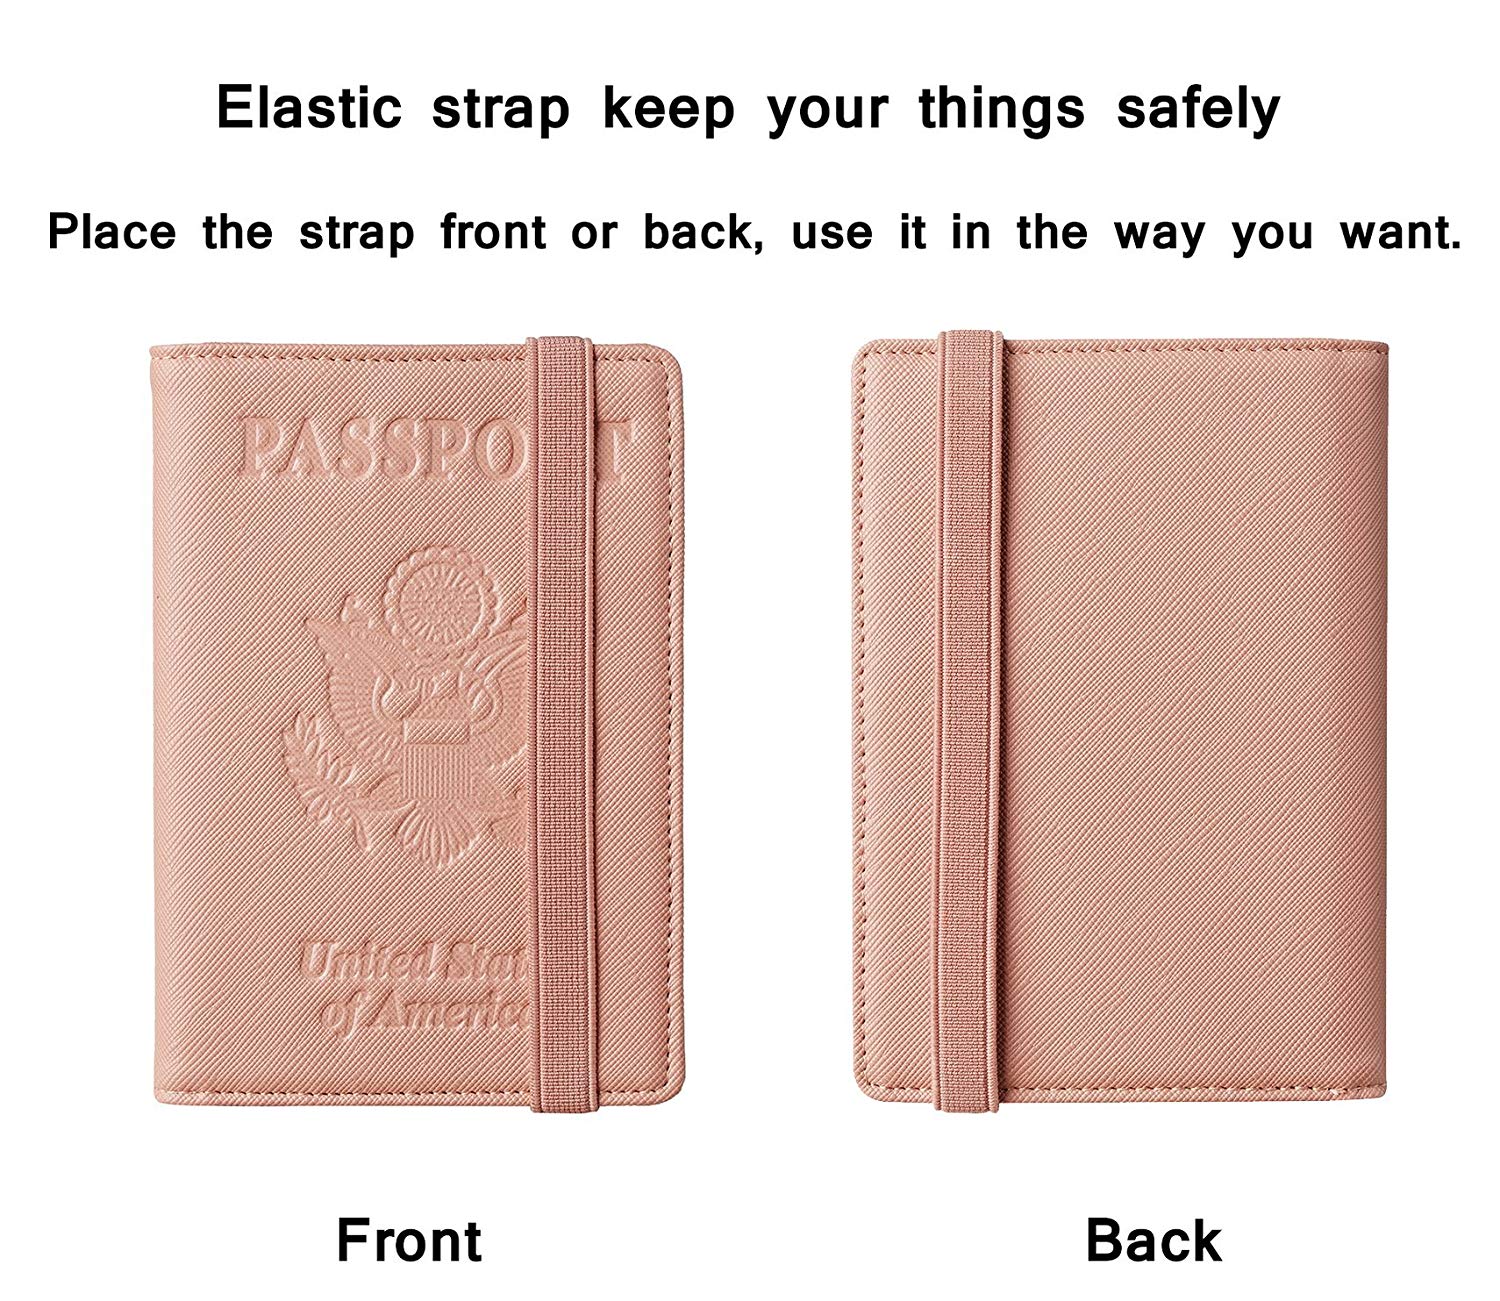 Elastic strap keep your things safely
Place the strap front or back, use it in the way you want.
PASSPO T
United Stat
of America
Front
Back